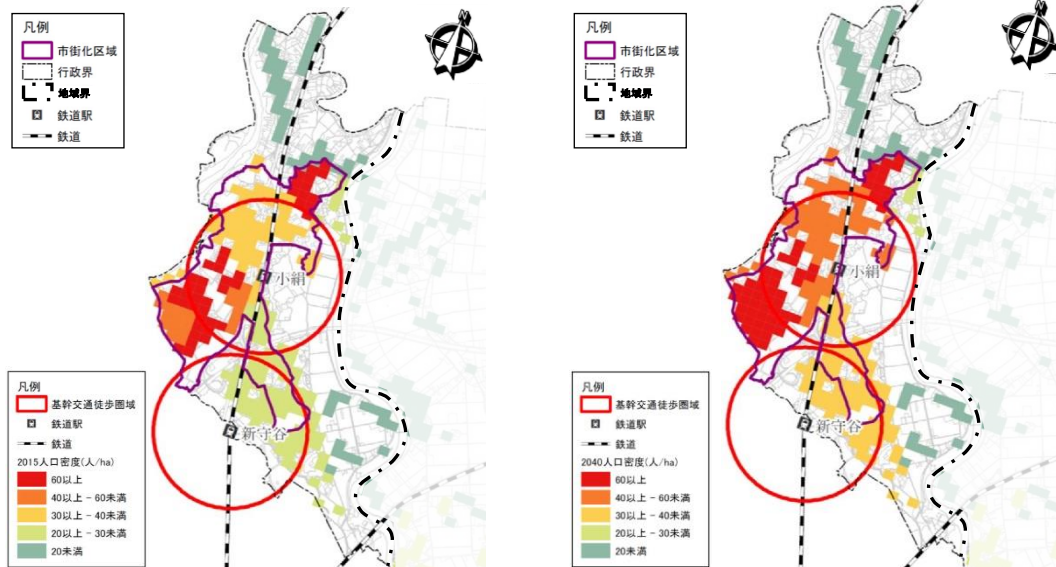 凡例
市街化区域
行政界
地域界
鉄道駅
鉄道
小絹
新守谷
凡例
基幹交通徒歩圏域
鉄道駅
鉄道
2015人口密度(人/ha)
60以上
40以上 - 60未満
30以上 - 40未満
20以上 - 30未満
20未満
凡例
市街化区域
行政界
地域界
鉄道駅
鉄道
小絹
新守谷
凡例
基幹交通徒歩圏域
鉄道駅
鉄道
2040人口密度(人/ha)
60以上
40以上 - 60未満
30以上 - 40未満
20以上 - 30未満
20未満